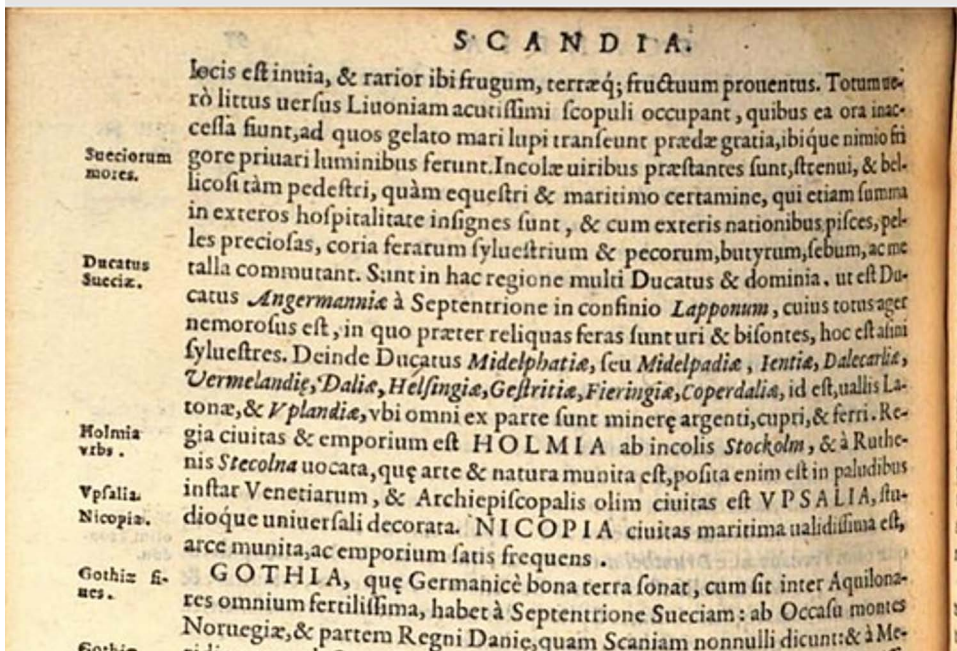 SCANDIA.
locis eſt inuia, & rarior ibi frugum, terræq́; fructuum prouentus. Totum ue-
rò littus uerſus Liuoniam acutiſſimi ſcopuli occupant, quibus ea ora inac-
ceſſa fiunt, ad quos gelato mari lupi tranſeunt prædæ gratia, ibiq́ue nimio fri
Sueciorum
mores.
gore priuari luminibus ferunt. Incolæ uiribus præſtantes ſunt, ſtrenui, & bel-
licoſi tàm pedeſtri, quàm equeſtri & maritimo certamine, qui etiam ſumma
in exteros hoſpitalitate inſignes ſunt, & cum exteris nationibus piſces, pel-
les precioſas, coria ferarum ſylueſtrium & pecorum, butyrum, ſebum, ac me
Ducatus
Sueciæ.
talla commutant. Sunt in hac regione multi Ducatus & dominia. ut eſt Du-
catus Angermanniæ à Septentrione in confinio Lapponum, cuius totus ager
nemoroſus eſt, in quo præter reliquas feras ſunt uri & biſontes, hoc eſt aſini
ſylueſtres. Deinde Ducatus Midelphatiæ, ſeu Midelpadiæ, Ientiæ, Dalecarliæ,
Vermelandię, Daliæ, Helſingiæ, Geſtritiæ, Fieringiæ, Coperdaliæ, id eſt, uallis La-
tonæ, & Vplandiæ, vbi omni ex parte ſunt minerę argenti, cupri, & ferri. Re-
Holmia
vrbs.
gia ciuitas & emporium eſt HOLMIA ab incolis Stockolm, & à Ruthe-
nis Stecolna uocata, quę arte & natura munita eſt, poſita enim eſt in paludibus
Vpſalia.
inſtar Venetiarum, & Archiepiſcopalis olim ciuitas eſt VPSALIA, ſtu-
Nicopia.
dioq́ue uniuerſali decorata. NICOPIA ciuitas maritima ualidiſſima eſt,
arce munita, ac emporium ſatis frequens.
Gothiæ fi-
nes.
GOTHIA, quę Germanicè bona terra ſonat, cum ſit inter Aquilona-
res omnium fertiliſſima, habet à Septentrione Sueciam: ab Occaſu montes
Noruegiæ, & partem Regni Danię, quam Scaniam nonnulli dicunt: & à Me-